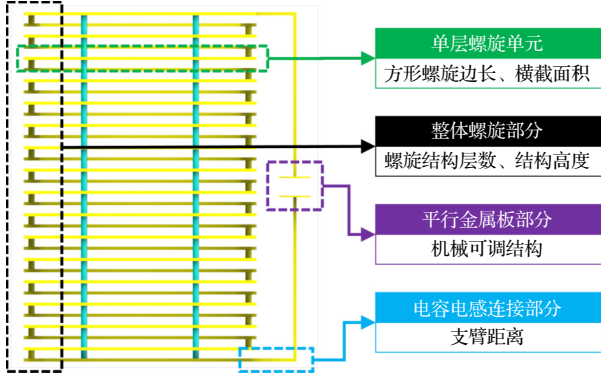 单层螺旋单元
方形螺旋边长、横截面积
整体螺旋部分
螺旋结构层数、结构高度
平行金属板部分
机械可调结构
电容电感连接部分
支臂距离